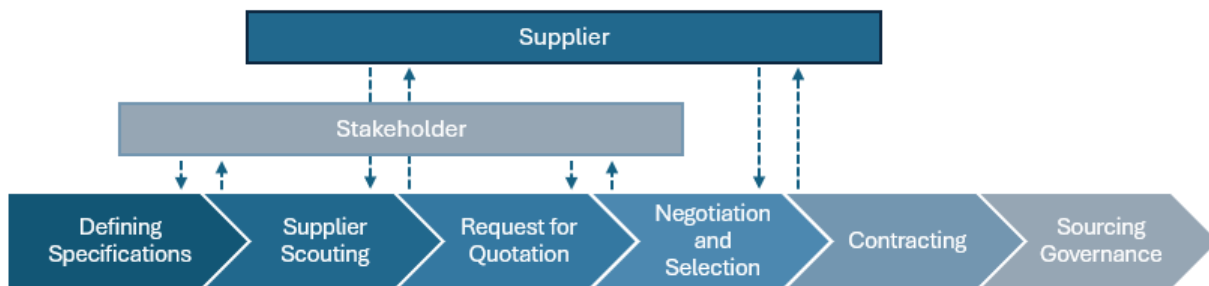 Supplier
Stakeholder
Defining
Specifications
Supplier
Scouting
Request for
Quotation
Negotiation
and
Selection
Contracting
Sourcing
Governance